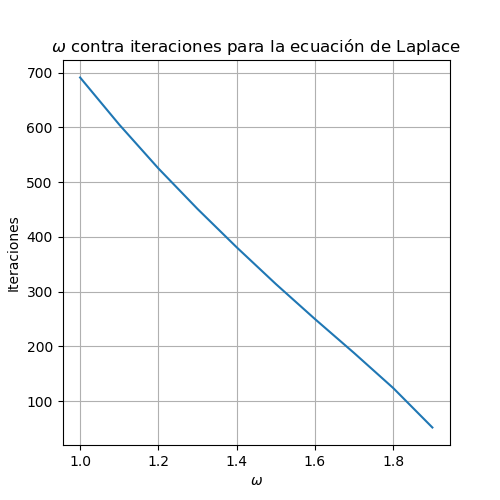 ω contra iteraciones para la ecuación de Laplace
700
600
500
400
300
200
100
Iteraciones
1.0 1.2 1.4 1.6 1.8
ω